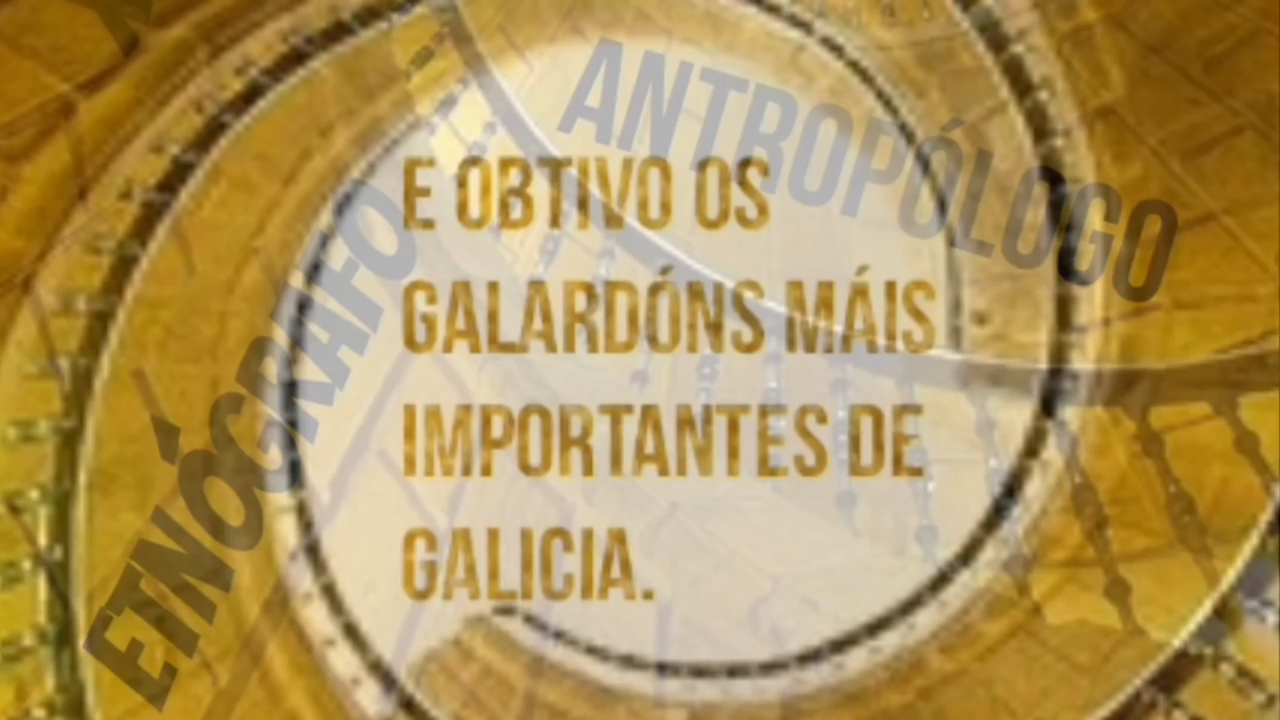 ANTROPÓLOGO
E OBTIVO OS
GALARDÓNS MÁIS
IMPORTANTES DE
GALICIA.
ETNÓGRAFO